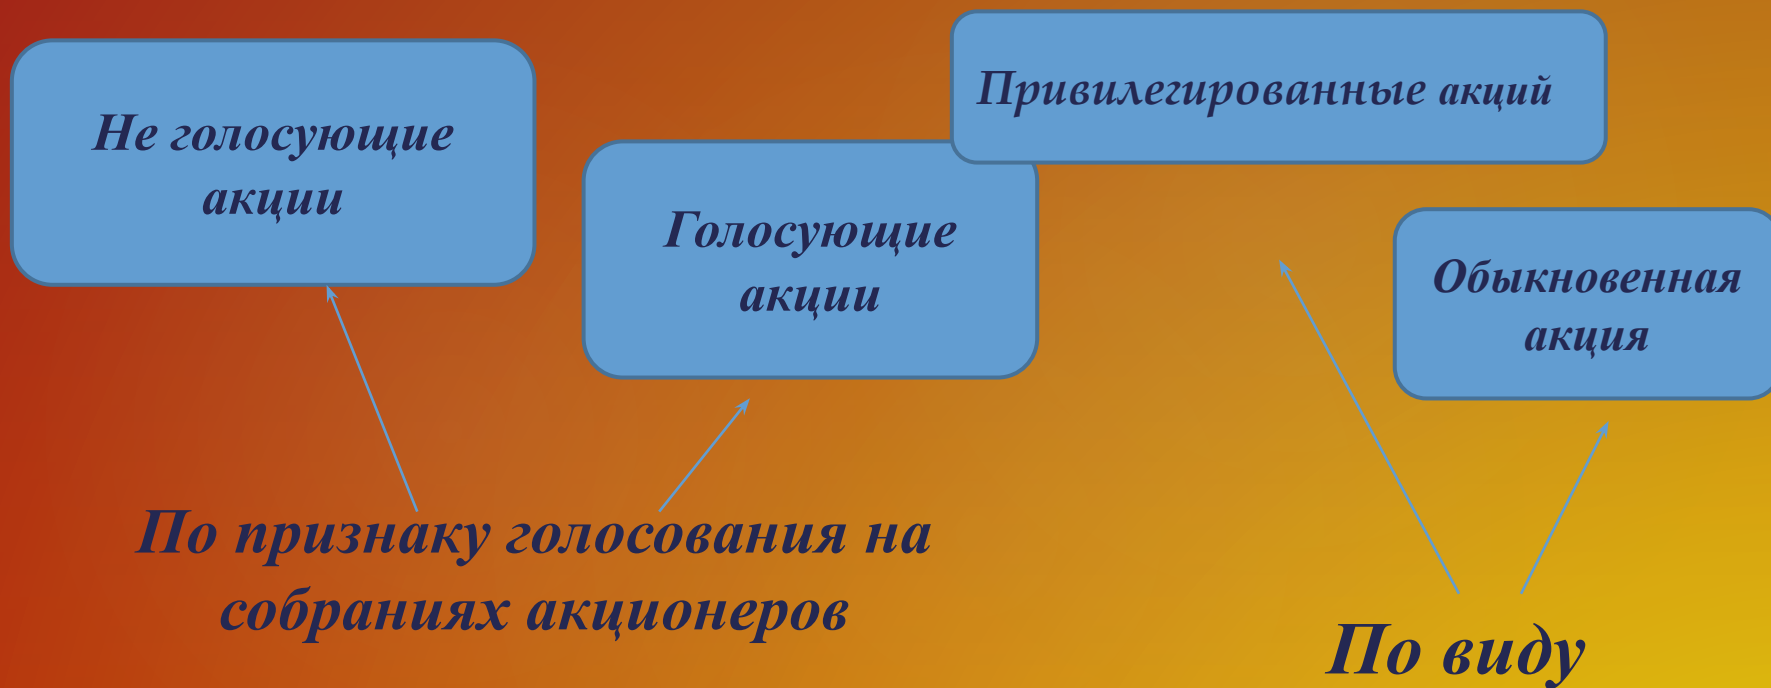 Не голосующие
акции
Голосующие
акции
Привилегированные акций
Обыкновенная
акция
По признаку голосования на
собраниях акционеров
По виду